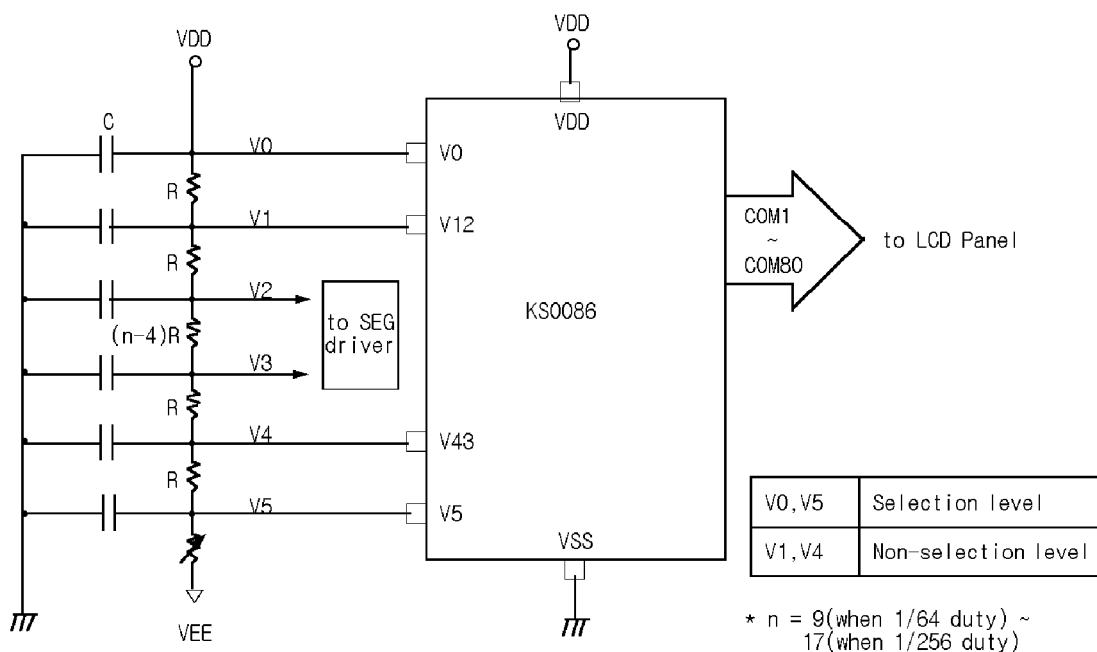 VDD
VDD
C
VDD
V0
V0
R
V1
V12
R
V2
(n-4)R
to SEG
driver
V3
R
V4
V43
R
V5
V5
VEE
KS0086
VSS
COM1
~
COM80
to LCD Panel
V0,V5 Selection level
V1,V4 Non-selection level
* n = 9(when 1/64 duty) ~
17(when 1/256 duty)